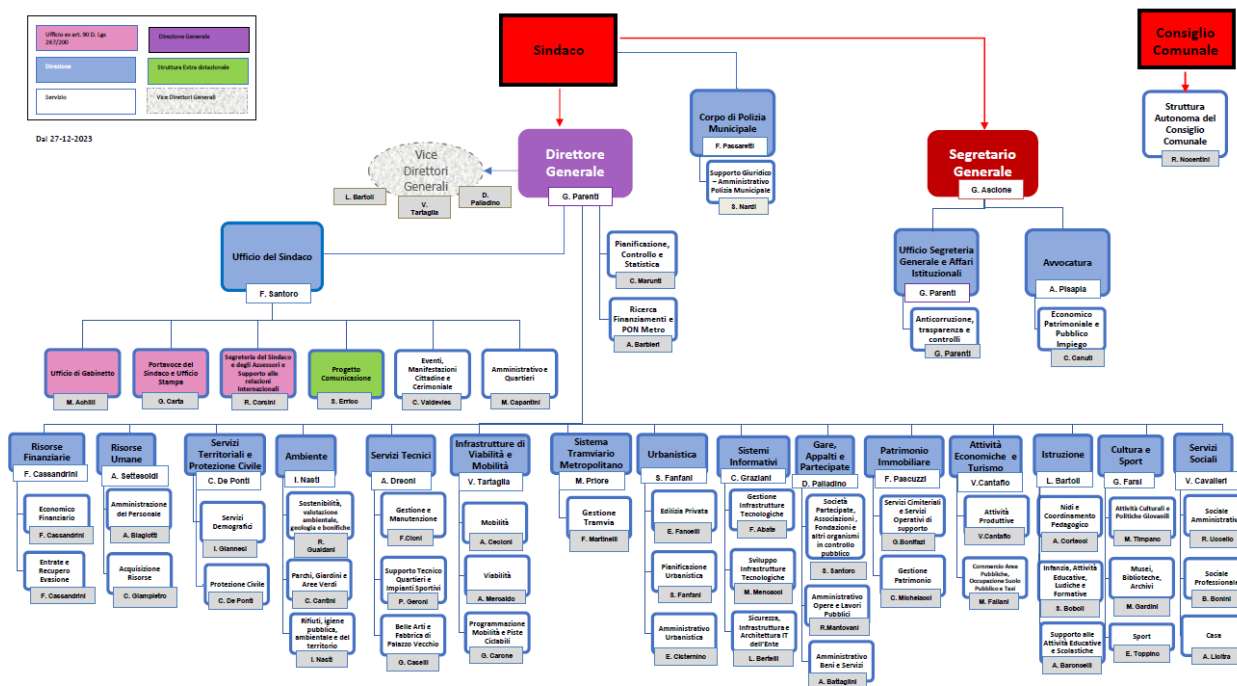 Ufficio ex art. 90 D. Lgs
267/200
Direzione Generale
Direzione
Struttura Extra dotazionale
Servizio
Vice Direttori Generali
Dal 27-12-2023
Sindaco
Consiglio
Comunale
Struttura
Autonoma del
Consiglio
Comunale
R. Nocentini
Corpo di Polizia
Municipale
F. Passaretti
Supporto Giuridico
– Amministrativo
Polizia Municipale
S. Nardi
Vice
Direttori
Generali
L. Bartoli
V.
Tartaglia
D.
Palladino
Direttore
Generale
G. Parenti
Segretario
Generale
G. Ascione
Ufficio del Sindaco
F. Santoro
Pianificazione,
Controllo e
Statistica
C. Marunti
Ricerca
Finanziamenti e
PON Metro
A. Barbieri
Ufficio Segreteria
Generale e Affari
Istituzionali
G. Parenti
Anticorruzione,
trasparenza e
controlli
G. Parenti
Avvocatura
A. Pisapia
Economico
Patrimoniale e
Pubblico
Impiego
C. Canuti
Ufficio di Gabinetto
M. Achilli
Portavoce del
Sindaco e Ufficio
Stampa
G. Carta
Segreteria del Sindaco
e degli Assessori e
Supporto alle
relazioni
Internazionali
R. Corsini
Progetto
Comunicazione
S. Errico
Eventi,
Manifestazioni
Cittadine e
Cerimoniale
C. Valdevies
Amministrativo e
Quartieri
M. Capantini
Risorse
Finanziarie
F. Cassandrini
Economico
Finanziario
F. Cassandrini
Entrate e
Recupero
Evasione
F. Cassandrini
Risorse
Umane
A. Settesoldi
Amministrazione
del Personale
A. Biagiotti
Acquisizione
Risorse
C. Giampietro
Servizi
Territoriali e
Protezione Civile
C. De Ponti
Servizi
Demografici
I. Giannesi
Protezione Civile
C. De Ponti
Ambiente
I. Nasti
Sostenibilità,
valutazione
ambientale,
geologia e bonifiche
R.
Gualdani
Parchi, Giardini e
Aree Verdi
C. Cantini
Rifiuti, igiene
pubblica,
ambientale e del
territorio
I. Nasti
Servizi Tecnici
A. Dreoni
Gestione e
Manutenzione
F.Cioni
Supporto Tecnico
Quartieri e
Impianti Sportivi
P. Geroni
Belle Arti e
Fabbrica di
Palazzo Vecchio
G. Caselli
Infrastrutture di
Viabilità e
Mobilità
V. Tartaglia
Mobilità
A. Ceoloni
Viabilità
A. Mercaldo
Programmazione
Mobilità e Piste
Ciclabili
G. Carone
Sistema
Tramviario
Metropolitano
M. Priore
Gestione
Tramvia
F. Martinelli
Urbanistica
S. Fanfani
Edilizia Privata
E. Fancelli
Pianificazione
Urbanistica
S. Fanfani
Amministrativo
Urbanistica
E. Cisternino
Sistemi
Informativi
C. Graziani
Gestione
Infrastrutture
Tecnologiche
F. Abate
Sviluppo
Infrastrutture
Tecnologiche
M. Menoacci
Sicurezza,
Infrastruttura e
Architettura IT
dell'Ente
L. Bertelli
Gare,
Appalti e
Partecipate
D. Palladino
Società
Partecipate,
Associazioni ,
Fondazioni e
altri organismi
in controllo
pubblico
S. Santoro
Amministrativo
Opere e Lavori
Pubblici
R.Mantovani
Amministrativo
Beni e Servizi
A. Battaglini
Patrimonio
Immobiliare
F. Pascuzzi
Servizi Cimiteriali e
Servizi Operativi di
supporto
G.Bonifazi
Gestione
Patrimonio
C. Michelacci
Attività
Economiche e
Turismo
V.Cantafio
Attività
Produttive
V.Cantafio
Commercio Aree
Pubbliche,
Occupazione Suolo
Pubblico e Taxi
M. Fallani
Istruzione
L. Bartoli
Nidi e
Coordinamento
Pedagogico
A. Cortecci
Infanzia, Attività
Educative,
Ludiche e
Formative
S. Boboli
Supporto alle
Attività Educative
e Scolastiche
A. Baroncelli
Cultura e
Sport
G. Farsi
Attività Culturali e
Politiche Giovanili
M. Timpano
Musei,
Biblioteche,
Archivi
M. Gardini
Sport
E. Toppino
Servizi
Sociali
V. Cavalleri
Sociale
Amministrativo
R. Uccello
Sociale
Professionale
B. Bonini
Casa
A. Licitra